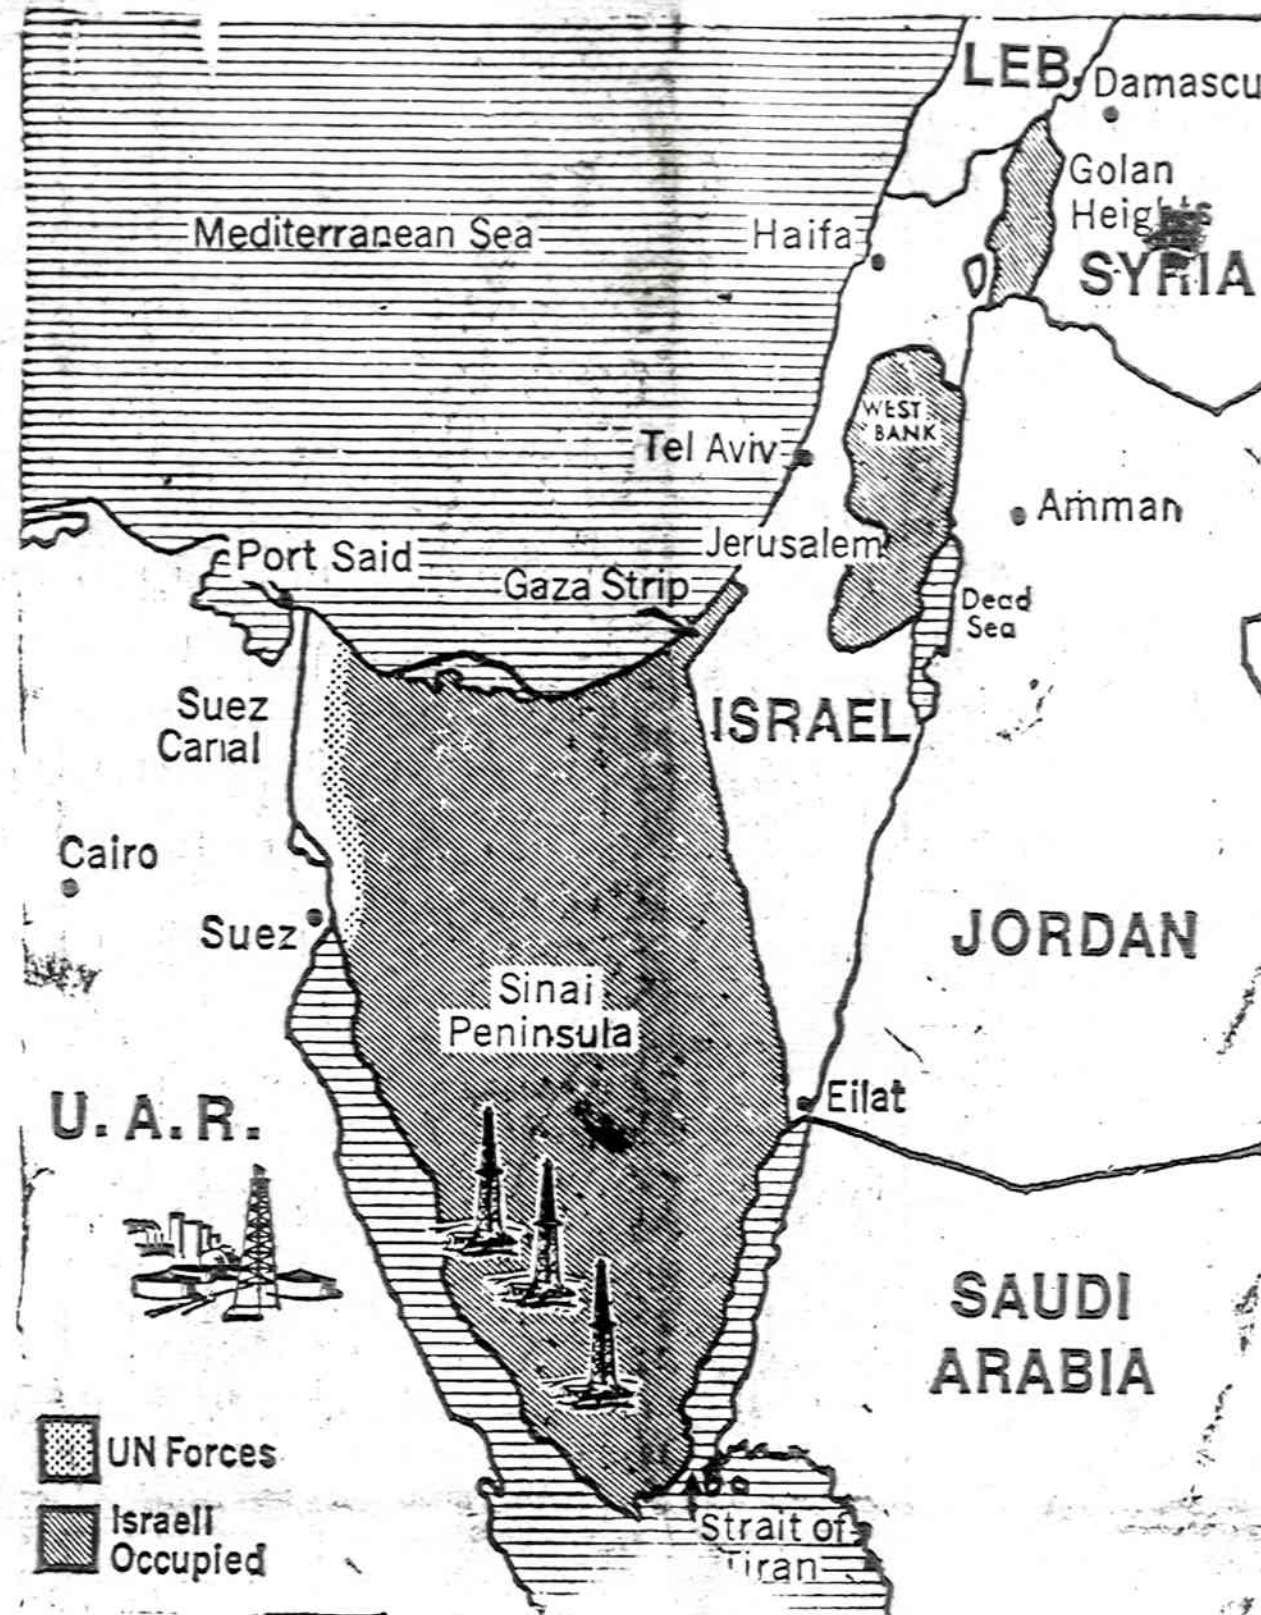 LEB.
Damascu
Golan
Heights
SYRIA
Mediterranean Sea
Haifa
WEST
BANK
Tel Aviv
Amman
Jerusalem
Port Said
Gaza Strip
Dead
Sea
ISRAEL
Suez
Canal
Cairo
Suez
JORDAN
Sinai
Peninsula
Eilat
U. A. R.
SAUDI
ARABIA
UN Forces
Israeli
Occupied
Strait of
Tiran